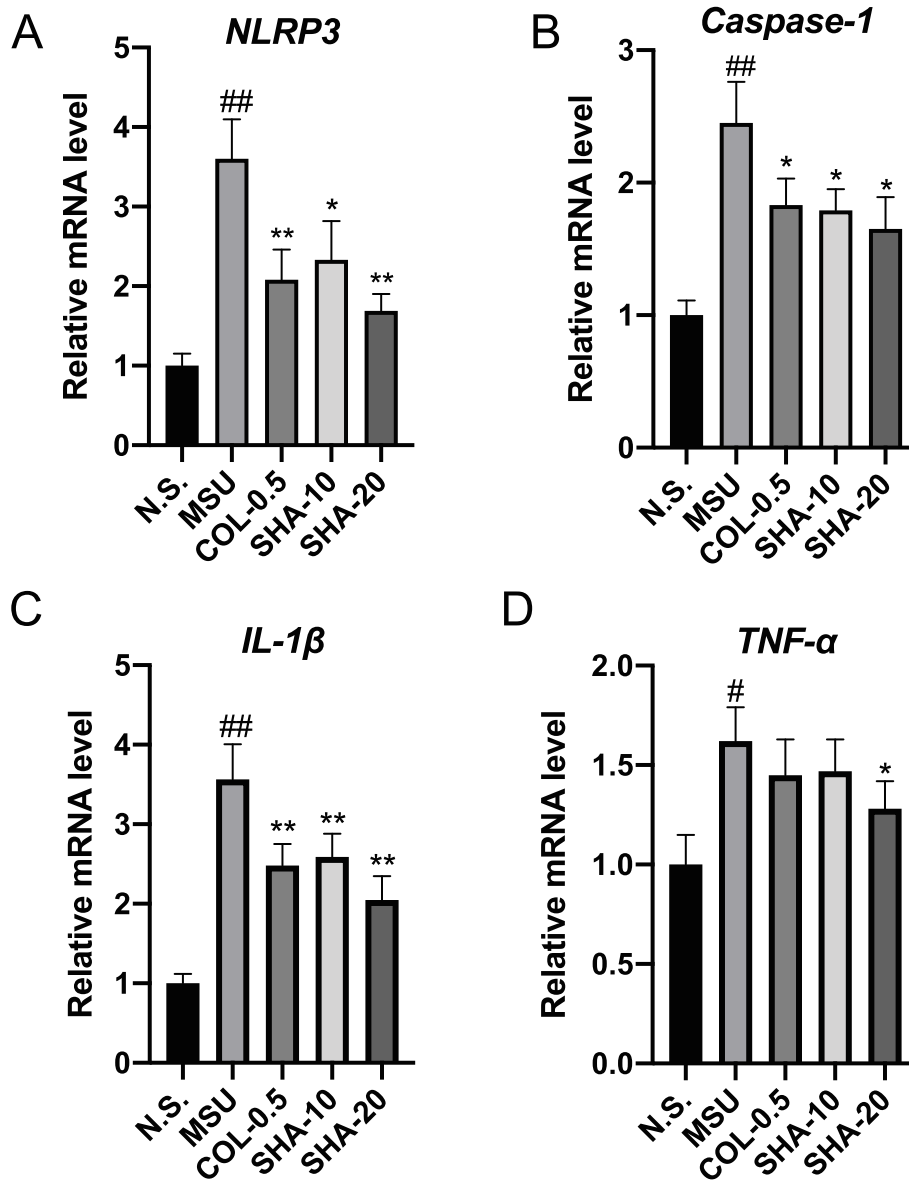 A
NLRP3
Relative mRNA level
5
4
3
2
1
0
##
**
*
**
N.S.
MSU
COL-0.5
SHA-10
SHA-20
B
Caspase-1
Relative mRNA level
3
2
1
0
##
*
*
*
N.S.
MSU
COL-0.5
SHA-10
SHA-20
C
IL-1β
Relative mRNA level
5
4
3
2
1
0
##
**
**
**
N.S.
MSU
COL-0.5
SHA-10
SHA-20
D
TNF-α
Relative mRNA level
2.0
1.5
1.0
0.5
0.0
#
*
N.S.
MSU
COL-0.5
SHA-10
SHA-20